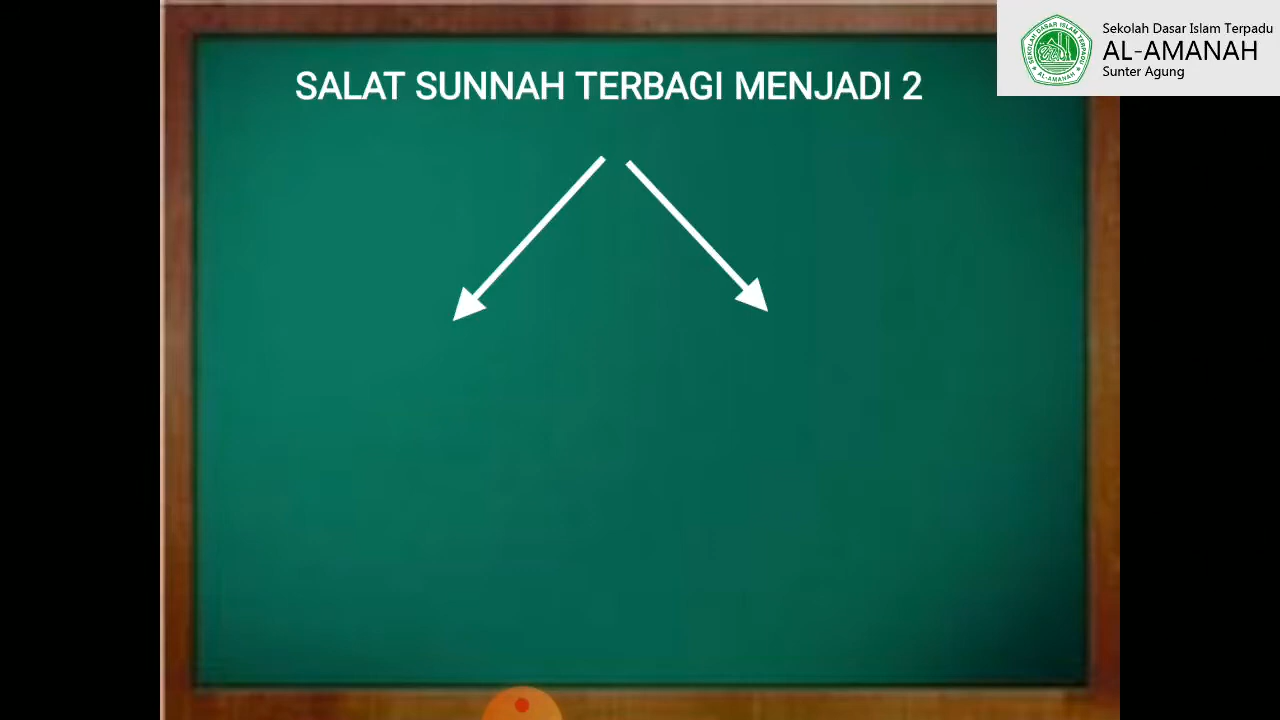 SALAT SUNNAH TERBAGI MENJADI 2
Sekolah Dasar Islam Terpadu
AL-AMANAH
Sunter Agung